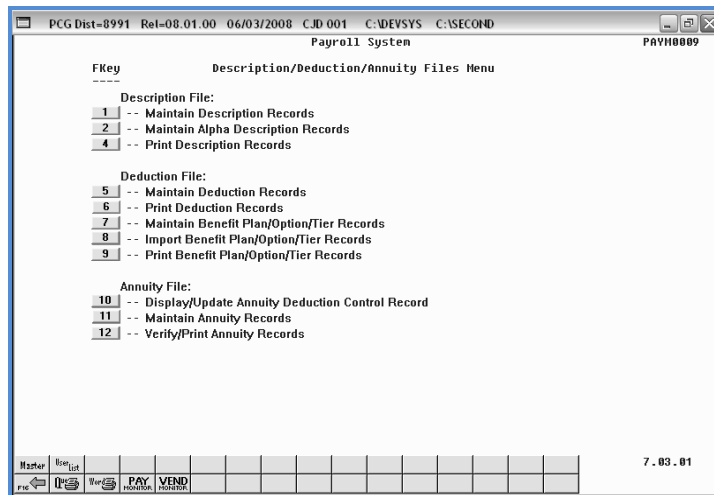 PCG Dist=8991 Rel=08.01.00 06/03/2008 CJD 001 C:\DEVSYS C:\SECOND
Payroll System PAYM0009
FKey Description/Deduction/Annuity Files Menu
----
Description File:
1 -- Maintain Description Records
2 -- Maintain Alpha Description Records
4 -- Print Description Records
Deduction File:
5 -- Maintain Deduction Records
6 -- Print Deduction Records
7 -- Maintain Benefit Plan/Option/Tier Records
8 -- Import Benefit Plan/Option/Tier Records
9 -- Print Benefit Plan/Option/Tier Records
Annuity File:
10 -- Display/Update Annuity Deduction Control Record
11 -- Maintain Annuity Records
12 -- Verify/Print Annuity Records
Master User List 7.03.01
F16 Que Word PAY MONITOR VEND MONITOR